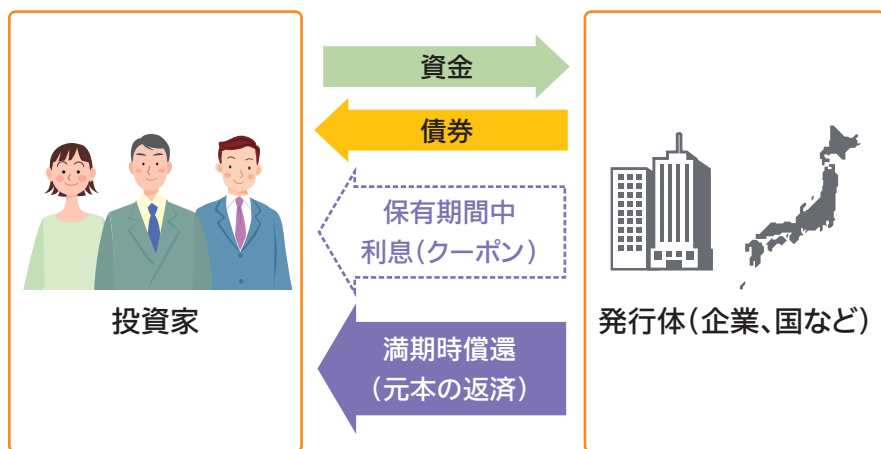 資金
債券
保有期間中
利息(クーポン)
満期時償還
(元本の返済)
投資家
発行体(企業、国など)